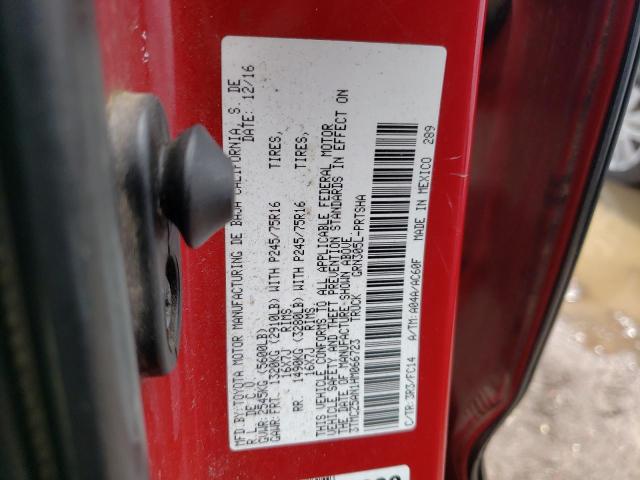 MFD.BY:TOYOTA MOTOR MANUFACTURING DE BAJA CALIFORNIA, S. DE
R.L. DE C.V. DATE: 12/16
GVWR: 2545KG (5600LB)
GAWR: FRT. 1320KG (2910LB) WITH P245/75R16 TIRES,
16X7J RIMS
RR. 1490KG (3280LB) WITH P245/75R16 TIRES,
16X7J RIMS
THIS VEHICLE CONFORMS TO ALL APPLICABLE FEDERAL MOTOR
VEHICLE SAFETY AND THEFT PREVENTION STANDARDS IN EFFECT ON
THE DATE OF MANUFACTURE SHOWN ABOVE.
3TMCZ5AN1HM066723 TRUCK GRN305L-PRTSHA
C/TR:3R3/FC14 A/TM:A04A/AC60F MADE IN MEXICO 289